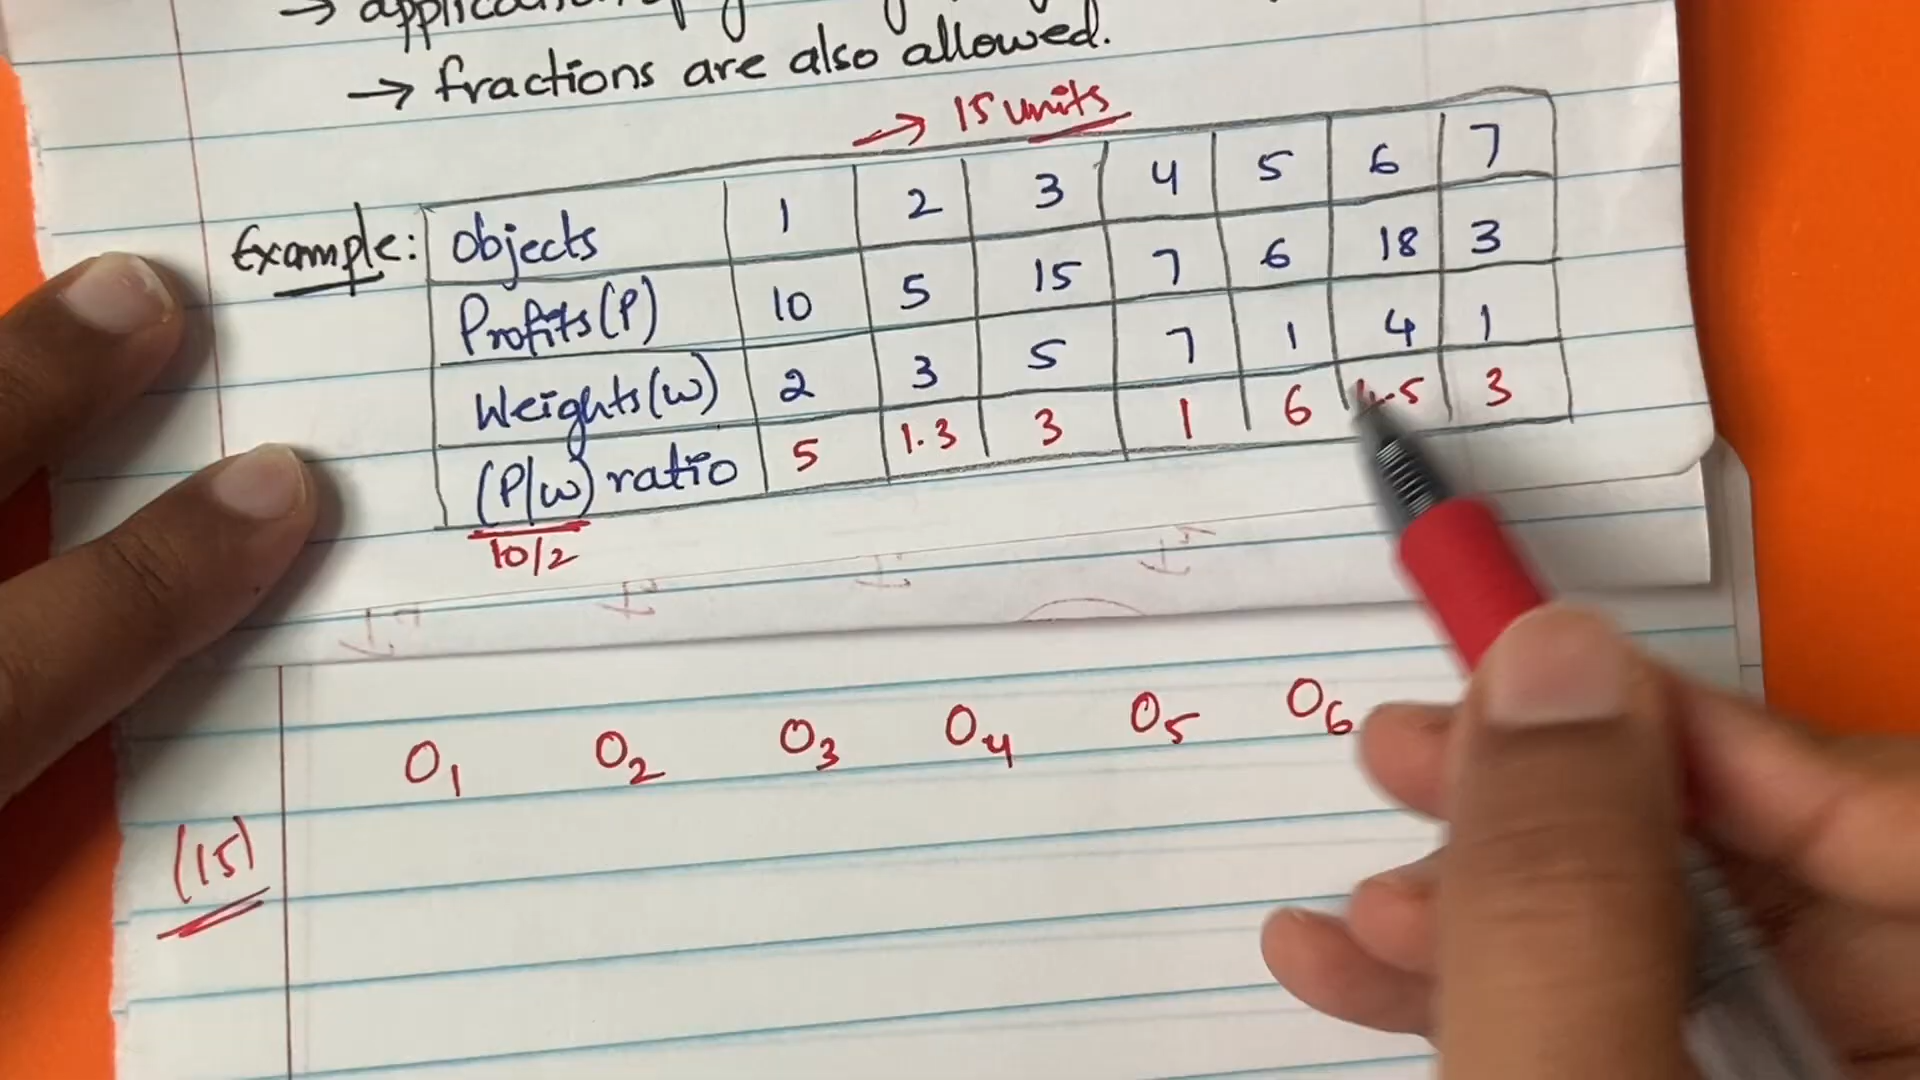 → application
→ fractions are also allowed.
→ 15 units
Example: Objects 1 2 3 4 5 6 7
Profits(P) 10 5 15 7 6 18 3
Weights(w) 2 3 5 7 1 4 1
(P/w) ratio 5 1.3 3 1 6 4.5 3
10/2
O1 O2 O3 O4 O5 O6
(15)